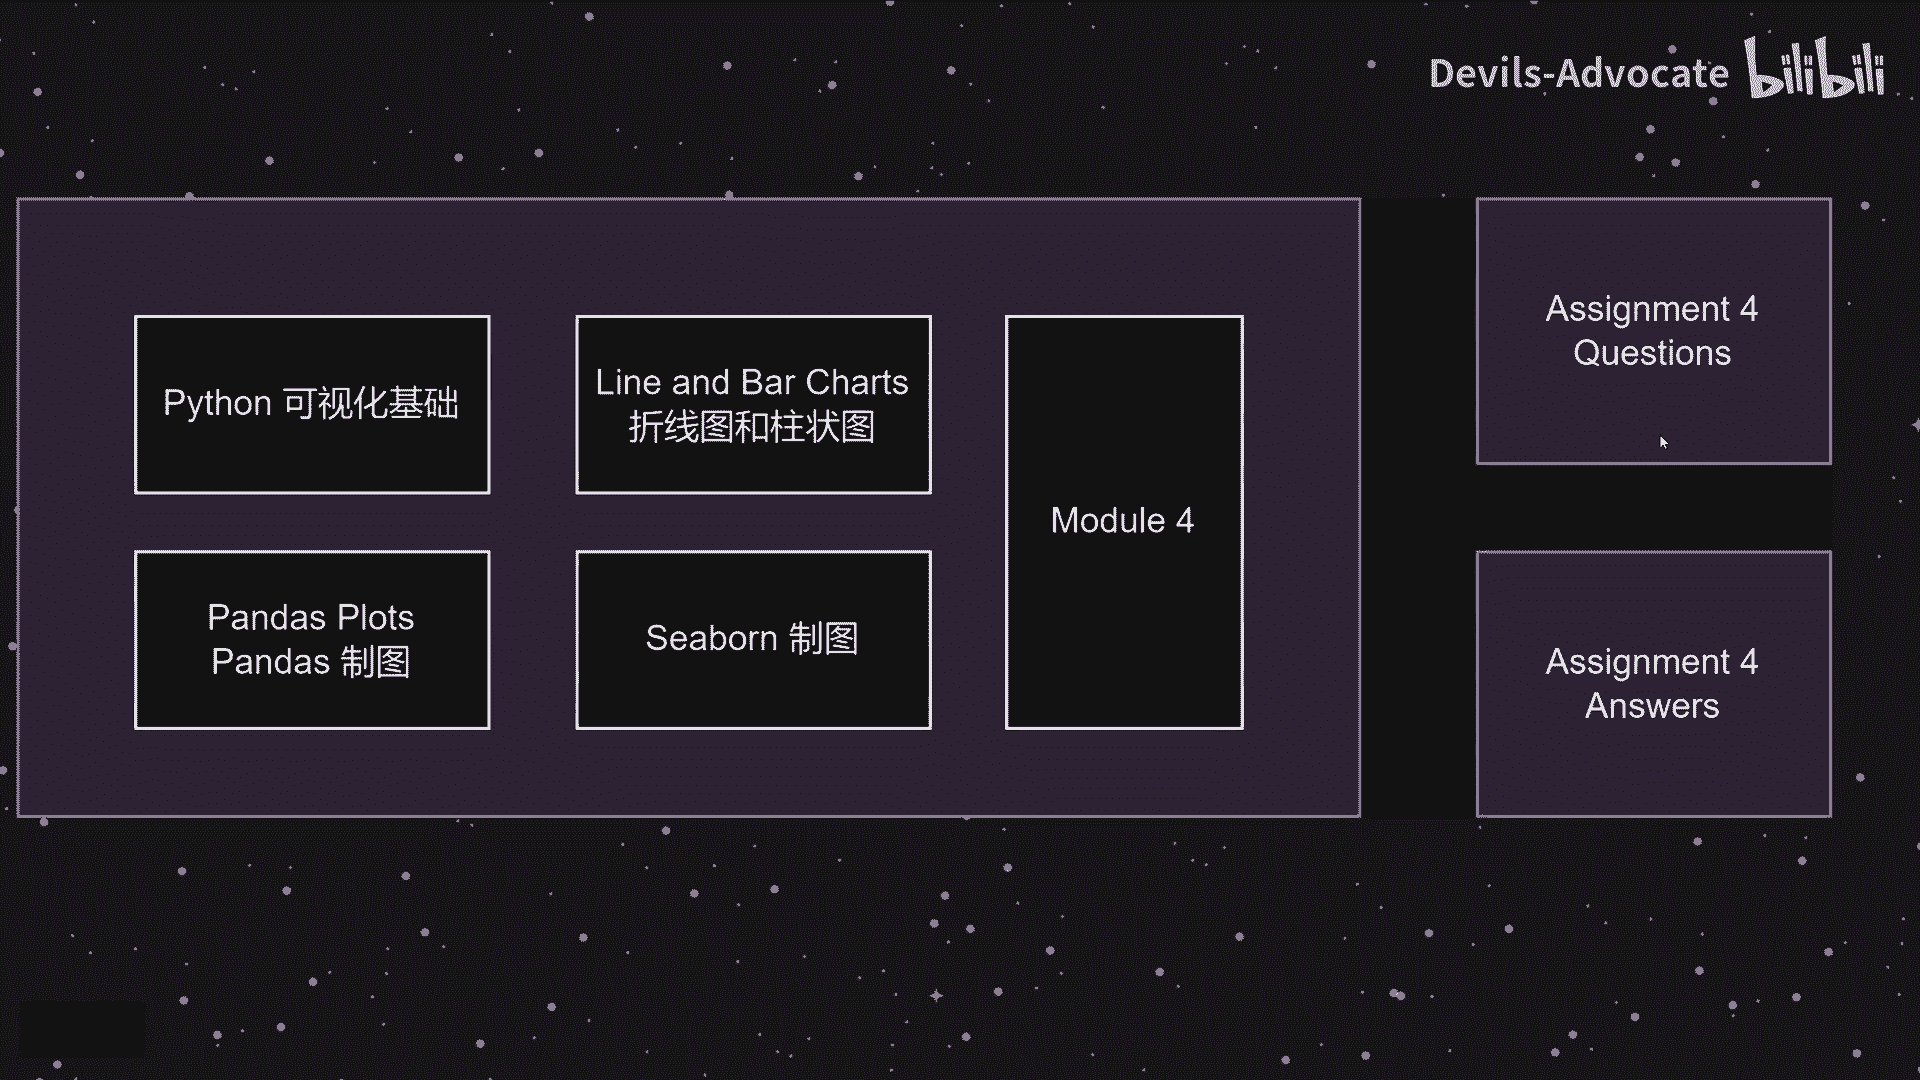 Devils-Advocate bilibili
Python 可视化基础
Line and Bar Charts
折线图和柱状图
Pandas Plots
Pandas 制图
Seaborn 制图
Module 4
Assignment 4
Questions
Assignment 4
Answers